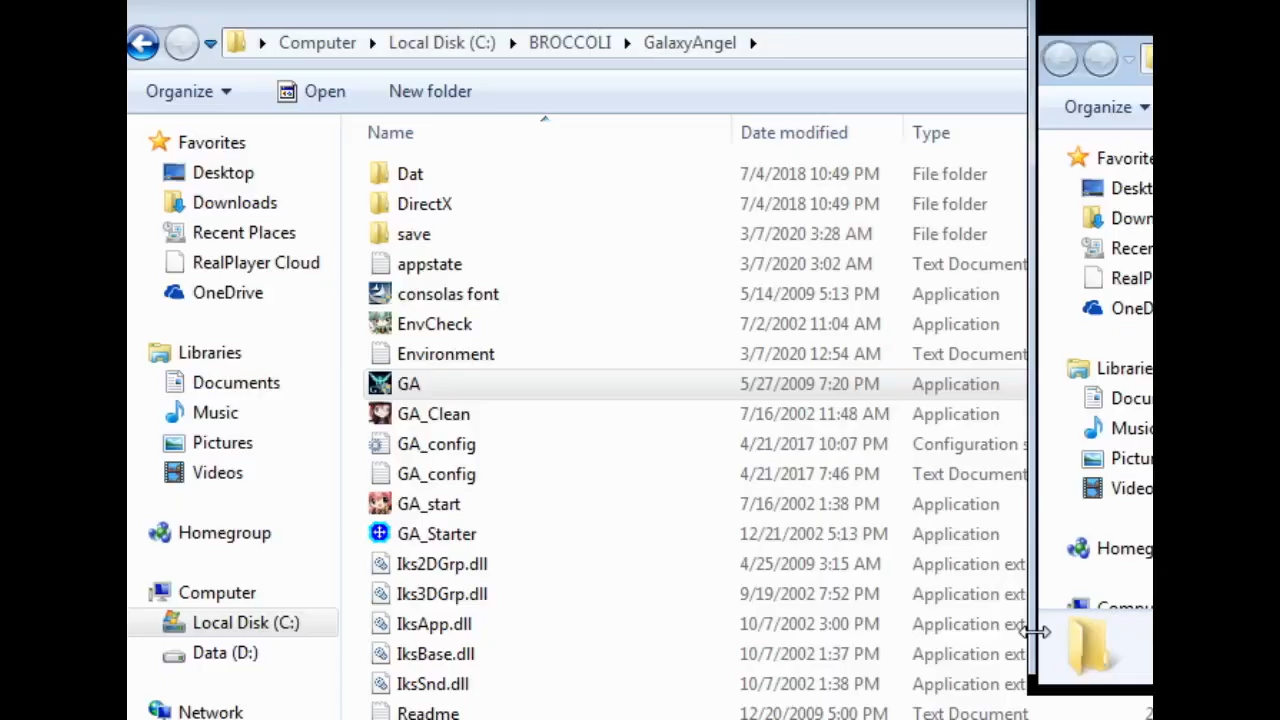 Computer Local Disk (C:) BROCCOLI GalaxyAngel
Organize Open New folder
Name Date modified Type
Favorites
Desktop
Downloads
Recent Places
RealPlayer Cloud
OneDrive
Libraries
Documents
Music
Pictures
Videos
Homegroup
Computer
Local Disk (C:)
Data (D:)
Network
Dat 7/4/2018 10:49 PM File folder
DirectX 7/4/2018 10:49 PM File folder
save 3/7/2020 3:28 AM File folder
appstate 3/7/2020 3:02 AM Text Document
consolas font 5/14/2009 5:13 PM Application
EnvCheck 7/2/2002 11:04 AM Application
Environment 3/7/2020 12:54 AM Text Document
GA 5/27/2009 7:20 PM Application
GA_Clean 7/16/2002 11:48 AM Application
GA_config 4/21/2017 10:07 PM Configuration s
GA_config 4/21/2017 7:46 PM Text Document
GA_start 7/16/2002 1:38 PM Application
GA_Starter 12/21/2002 5:13 PM Application
Iks2DGrp.dll 4/25/2009 3:15 AM Application ext
Iks3DGrp.dll 9/19/2002 7:52 PM Application ext
IksApp.dll 10/7/2002 3:00 PM Application ext
IksBase.dll 10/7/2002 1:37 PM Application ext
IksSnd.dll 10/7/2002 1:38 PM Application ext
Readme 12/20/2009 5:00 PM Text Document
Organize
Favorite
Deskt
Down
Recen
RealP
OneD
Librarie
Docu
Music
Pictu
Video
Homeg
Compu